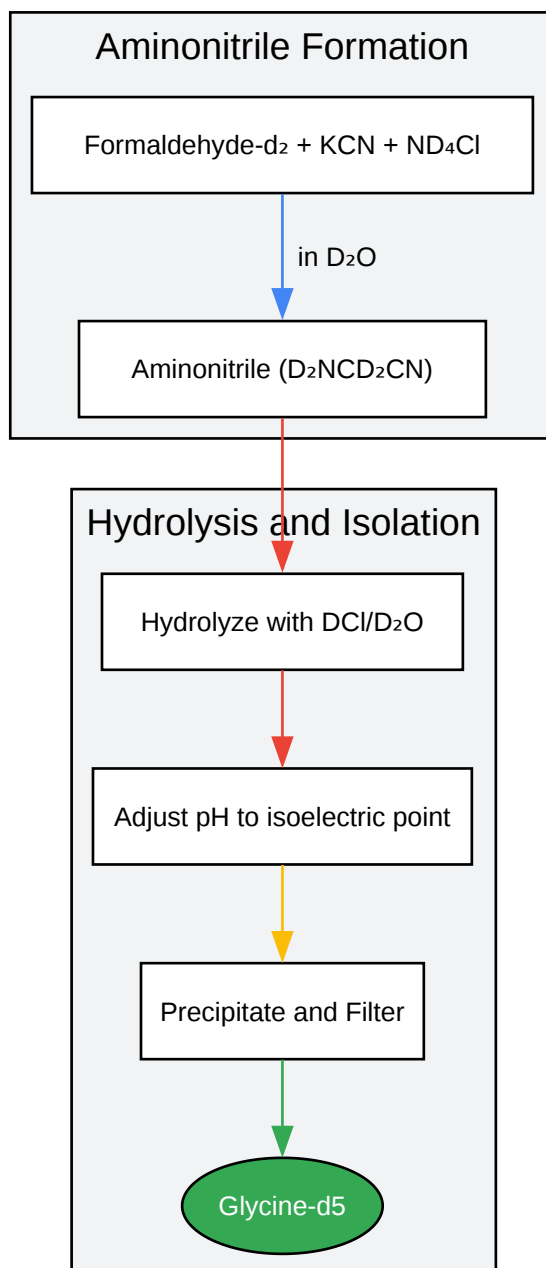 Aminonitrile Formation
Formaldehyde-d₂ + KCN + ND₄Cl
in D₂O
Aminonitrile (D₂NCD₂CN)
Hydrolysis and Isolation
Hydrolyze with DCl/D₂O
Adjust pH to isoelectric point
Precipitate and Filter
Glycine-d5